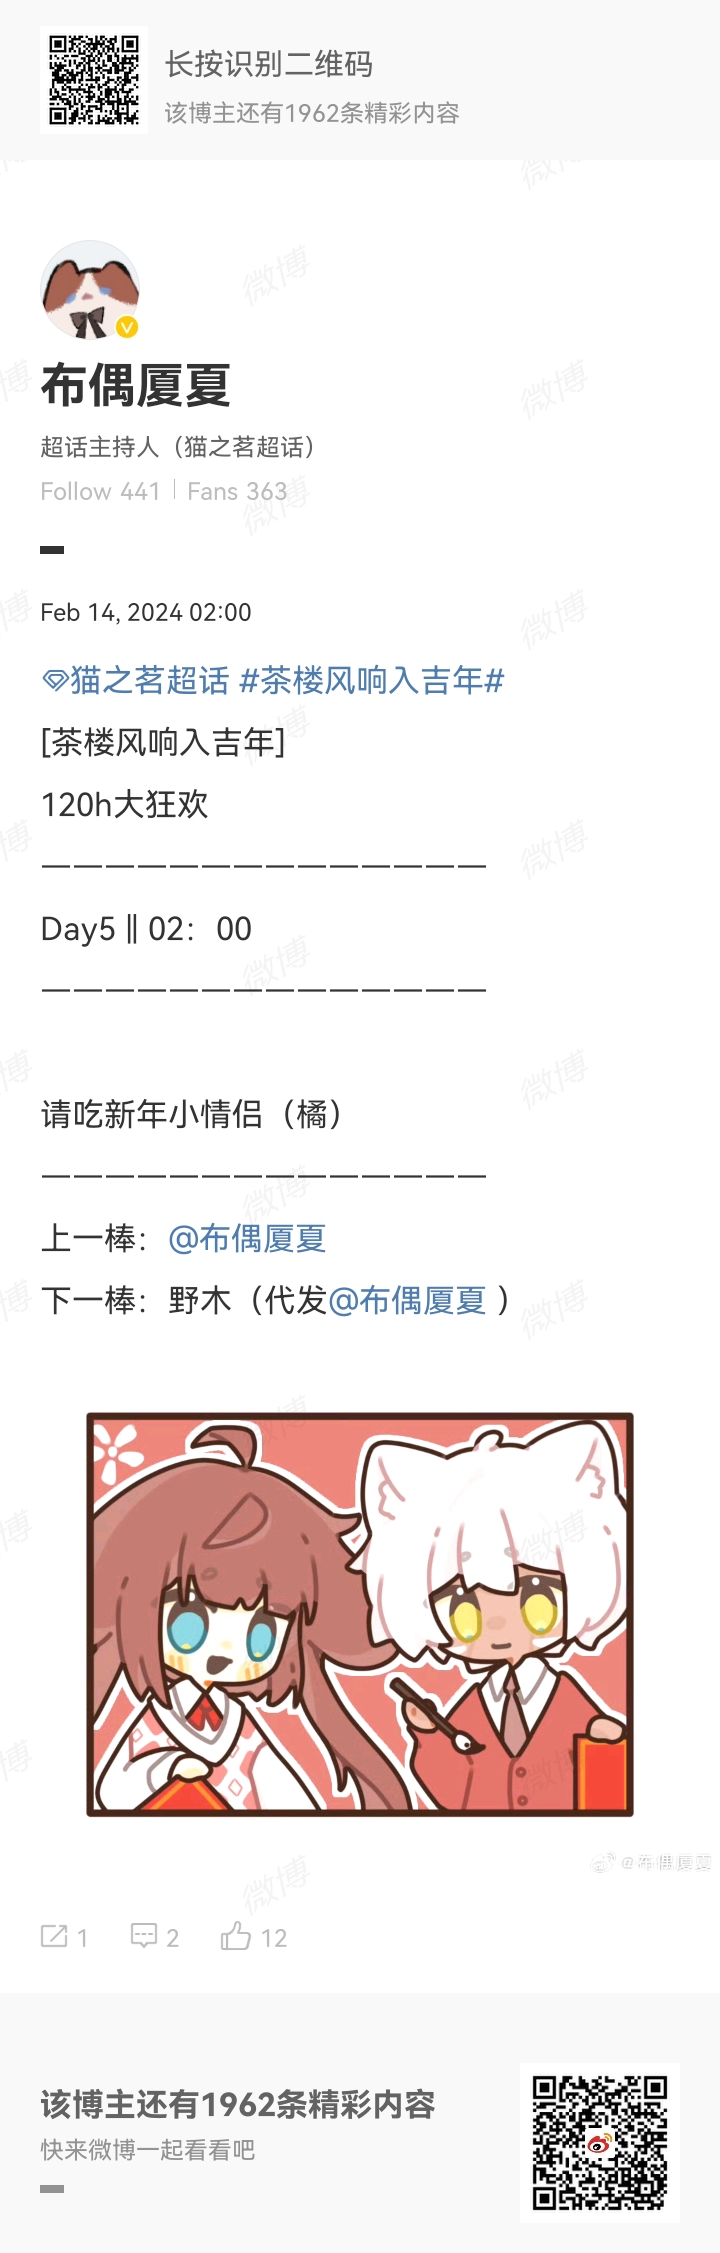 长按识别二维码
该博主还有1962条精彩内容
布偶厦夏
超话主持人（猫之茗超话）
Follow 441 | Fans 363
Feb 14, 2024 02:00
猫之茗超话 #茶楼风响入吉年#
[茶楼风响入吉年]
120h大狂欢
——————————————
Day5 || 02：00
——————————————
请吃新年小情侣（橘）
——————————————
上一棒：@布偶厦夏
下一棒：野木（代发@布偶厦夏 ）
@布偶厦夏
1 2 12
该博主还有1962条精彩内容
快来微博一起看看吧
微博